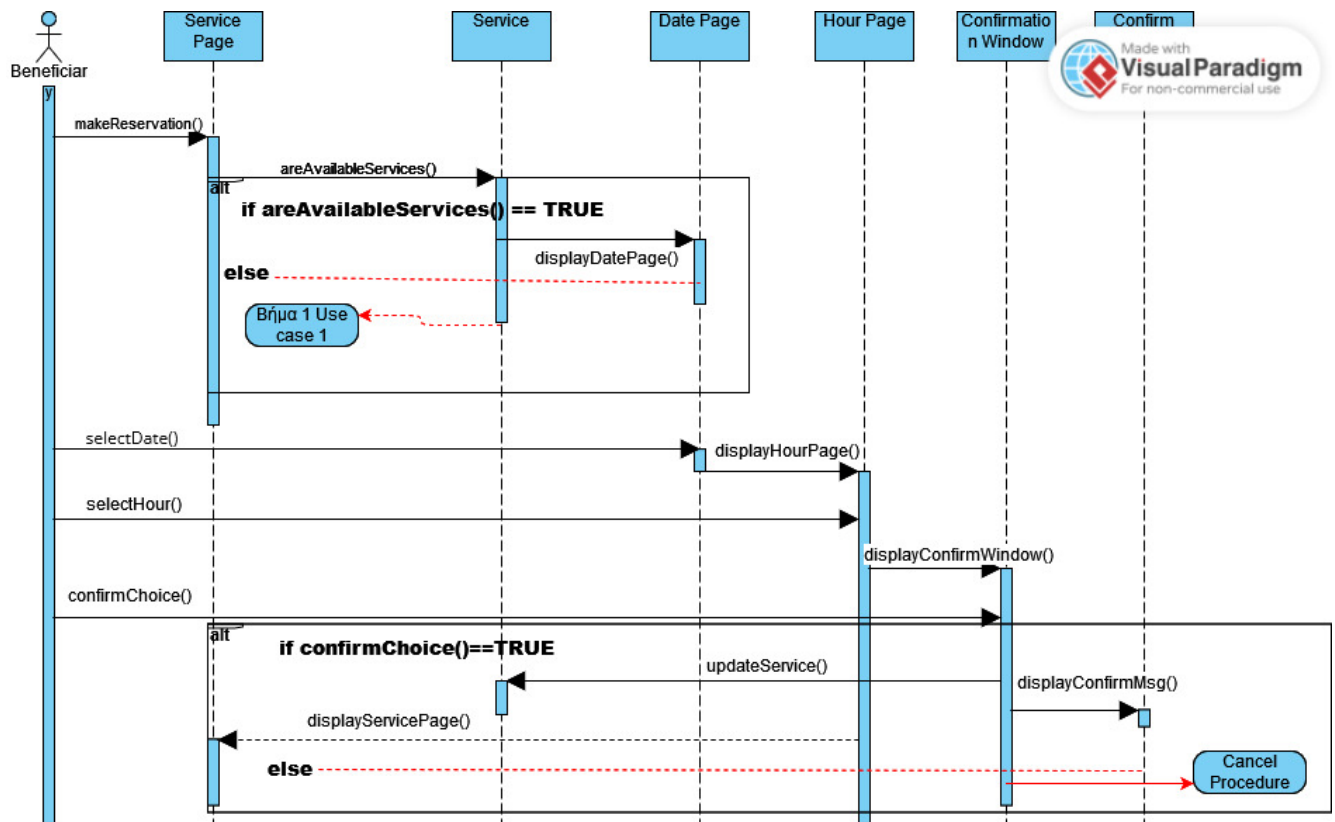 Service
Page
Service
Date Page
Hour Page
Confirmatio
n Window
Confirm
Made with
VisualParadigm
For non-commercial use
Beneficiar
y
makeReservation()
areAvailableServices()
alt
if areAvailableServices() == TRUE
displayDatePage()
else
Βήμα 1 Use
case 1
selectDate()
displayHourPage()
selectHour()
displayConfirmWindow()
confirmChoice()
alt
if confirmChoice()==TRUE
updateService()
displayConfirmMsg()
displayServicePage()
else
Cancel
Procedure